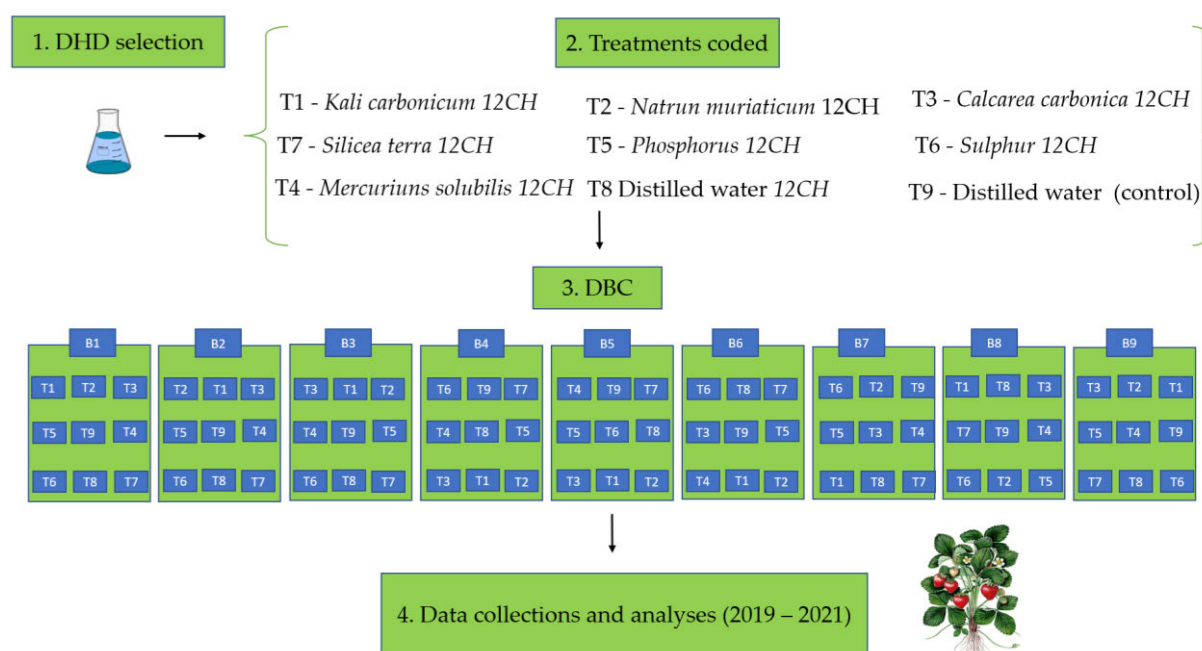 1. DHD selection
2. Treatments coded
T1 - Kali carbonicum 12CH
T2 - Natrun muriaticum 12CH
T3 - Calcarea carbonica 12CH
T7 - Silicea terra 12CH
T5 - Phosphorus 12CH
T6 - Sulphur 12CH
T4 - Mercuriuns solubilis 12CH
T8 Distilled water 12CH
T9 - Distilled water (control)
3. DBC
B1 B2 B3 B4 B5 B6 B7 B8 B9
T1 T2 T3 T2 T1 T3 T3 T1 T2 T6 T9 T7 T4 T9 T7 T6 T8 T7 T6 T2 T9 T1 T8 T3 T3 T2 T1
T5 T9 T4 T5 T9 T4 T4 T9 T5 T4 T8 T5 T5 T6 T8 T3 T9 T5 T5 T3 T4 T7 T9 T4 T5 T4 T9
T6 T8 T7 T6 T8 T7 T6 T8 T7 T3 T1 T2 T3 T1 T2 T4 T1 T2 T1 T8 T7 T6 T2 T5 T7 T8 T6
4. Data collections and analyses (2019 – 2021)